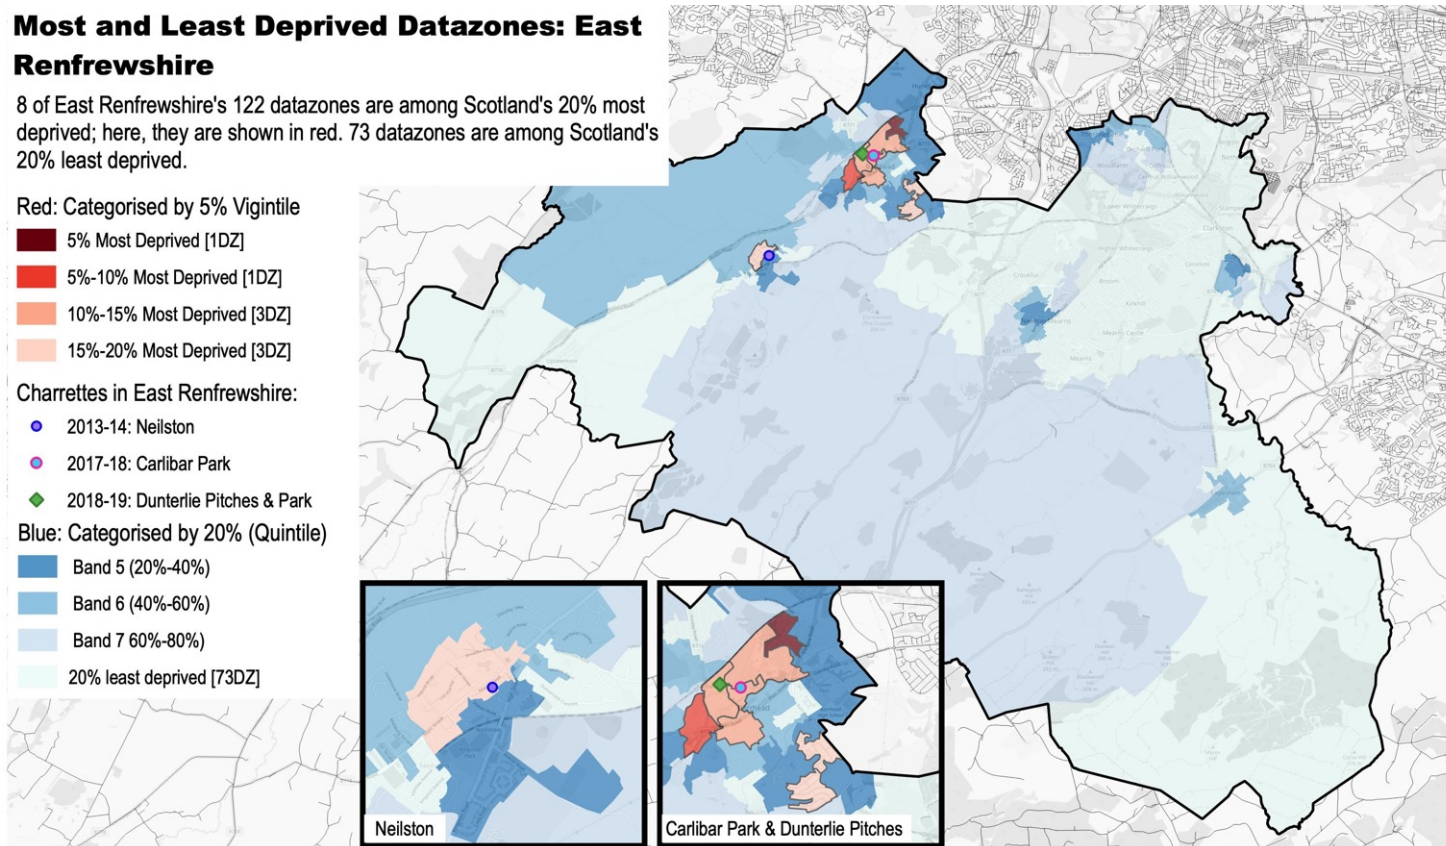 Most and Least Deprived Datazones: East
Renfrewshire
8 of East Renfrewshire's 122 datazones are among Scotland's 20% most
deprived; here, they are shown in red. 73 datazones are among Scotland's
20% least deprived.
Red: Categorised by 5% Vigintile
5% Most Deprived [1DZ]
5%-10% Most Deprived [1DZ]
10%-15% Most Deprived [3DZ]
15%-20% Most Deprived [3DZ]
Charrettes in East Renfrewshire:
2013-14: Neilston
2017-18: Carlibar Park
2018-19: Dunterlie Pitches & Park
Blue: Categorised by 20% (Quintile)
Band 5 (20%-40%)
Band 6 (40%-60%)
Band 7 60%-80%)
20% least deprived [73DZ]
Neilston
Carlibar Park & Dunterlie Pitches